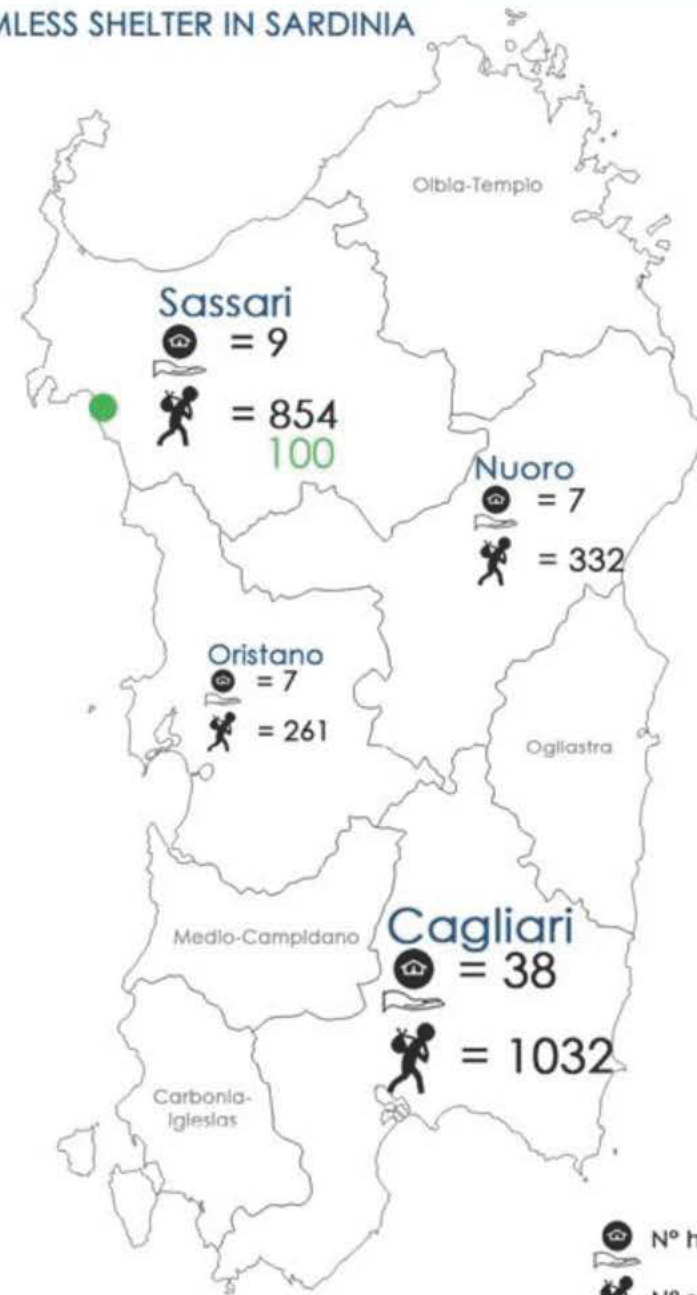 MLESS SHELTER IN SARDINIA
Olbia-Tempio
Sassari
= 9
= 854
100
Nuoro
= 7
= 332
Oristano
= 7
= 261
Ogliastra
Medio-Campidano
Cagliari
= 38
= 1032
Carbonia-
Iglesias
N° h
N°